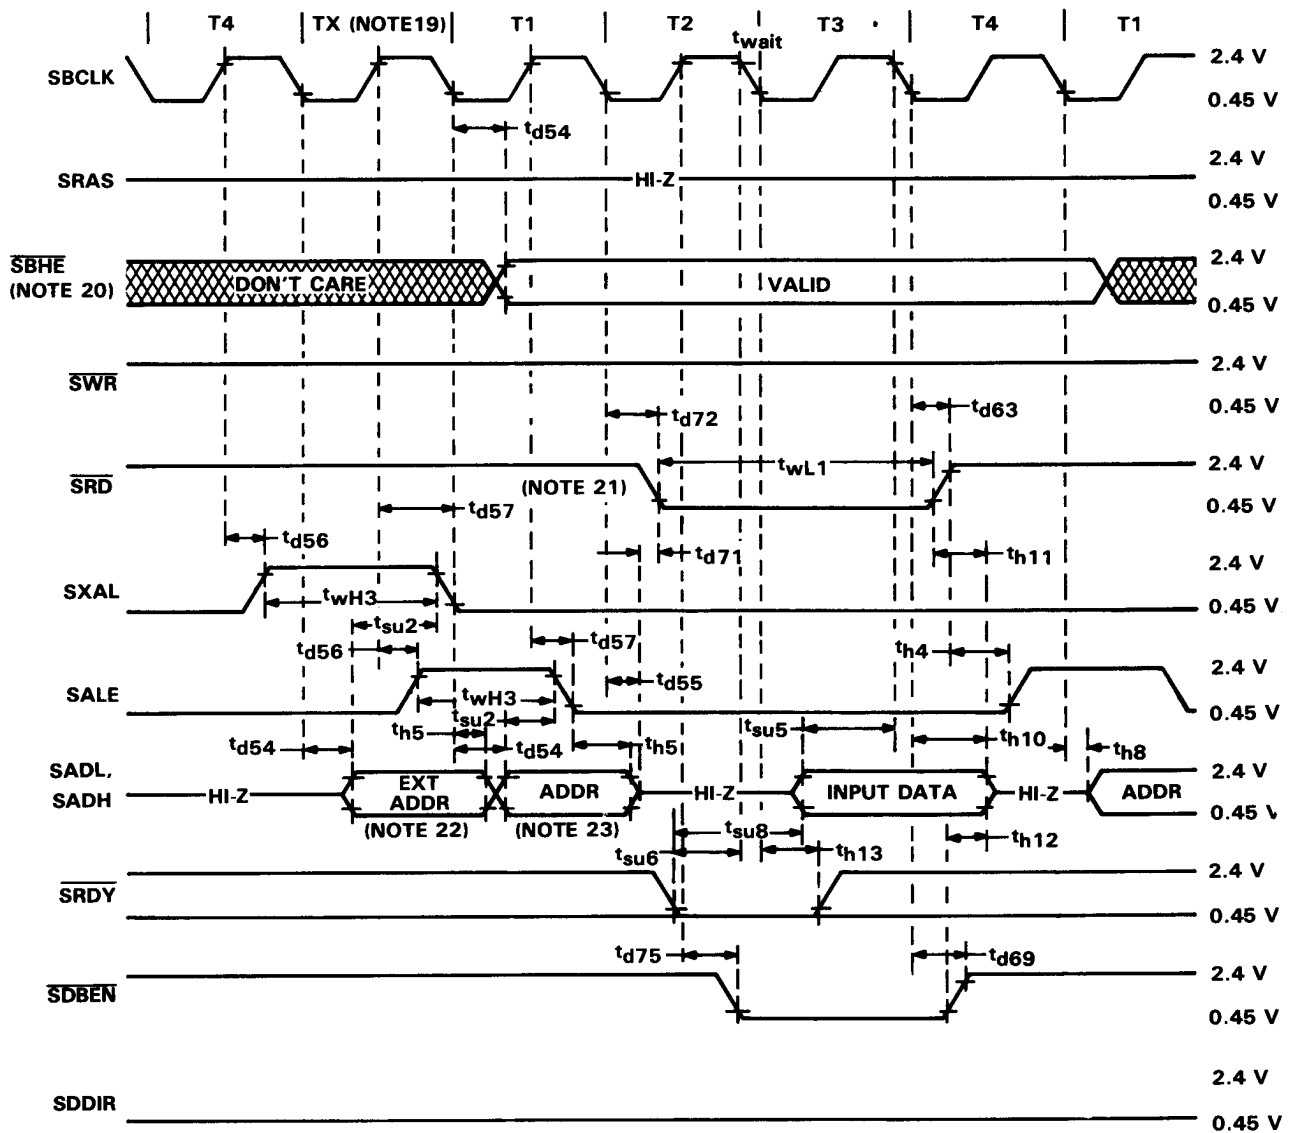 T4 TX (NOTE19) T1 T2 T3 T4 T1
twait
SBCLK 2.4 V
0.45 V
td54
SRAS HI-Z 2.4 V
0.45 V
SBHE DON'T CARE VALID 2.4 V
(NOTE 20) 0.45 V
SWR 2.4 V
0.45 V
td72 td63
SRD twL1 2.4 V
(NOTE 21) 0.45 V
td57
td56 td71 th11
SXAL twH3 2.4 V
0.45 V
tsu2
td56 td57 th4
SALE twH3 td55 2.4 V
tsu2 0.45 V
th5 tsu5
td54 td54 th5 th10 th8
SADL, HI-Z EXT ADDR HI-Z INPUT DATA HI-Z ADDR 2.4 V
SADH ADDR 0.45 V
(NOTE 22) (NOTE 23) tsu8
tsu6 th13 th12
SRDY 2.4 V
0.45 V
td75 td69
SDBEN 2.4 V
0.45 V
SDDIR 2.4 V
0.45 V